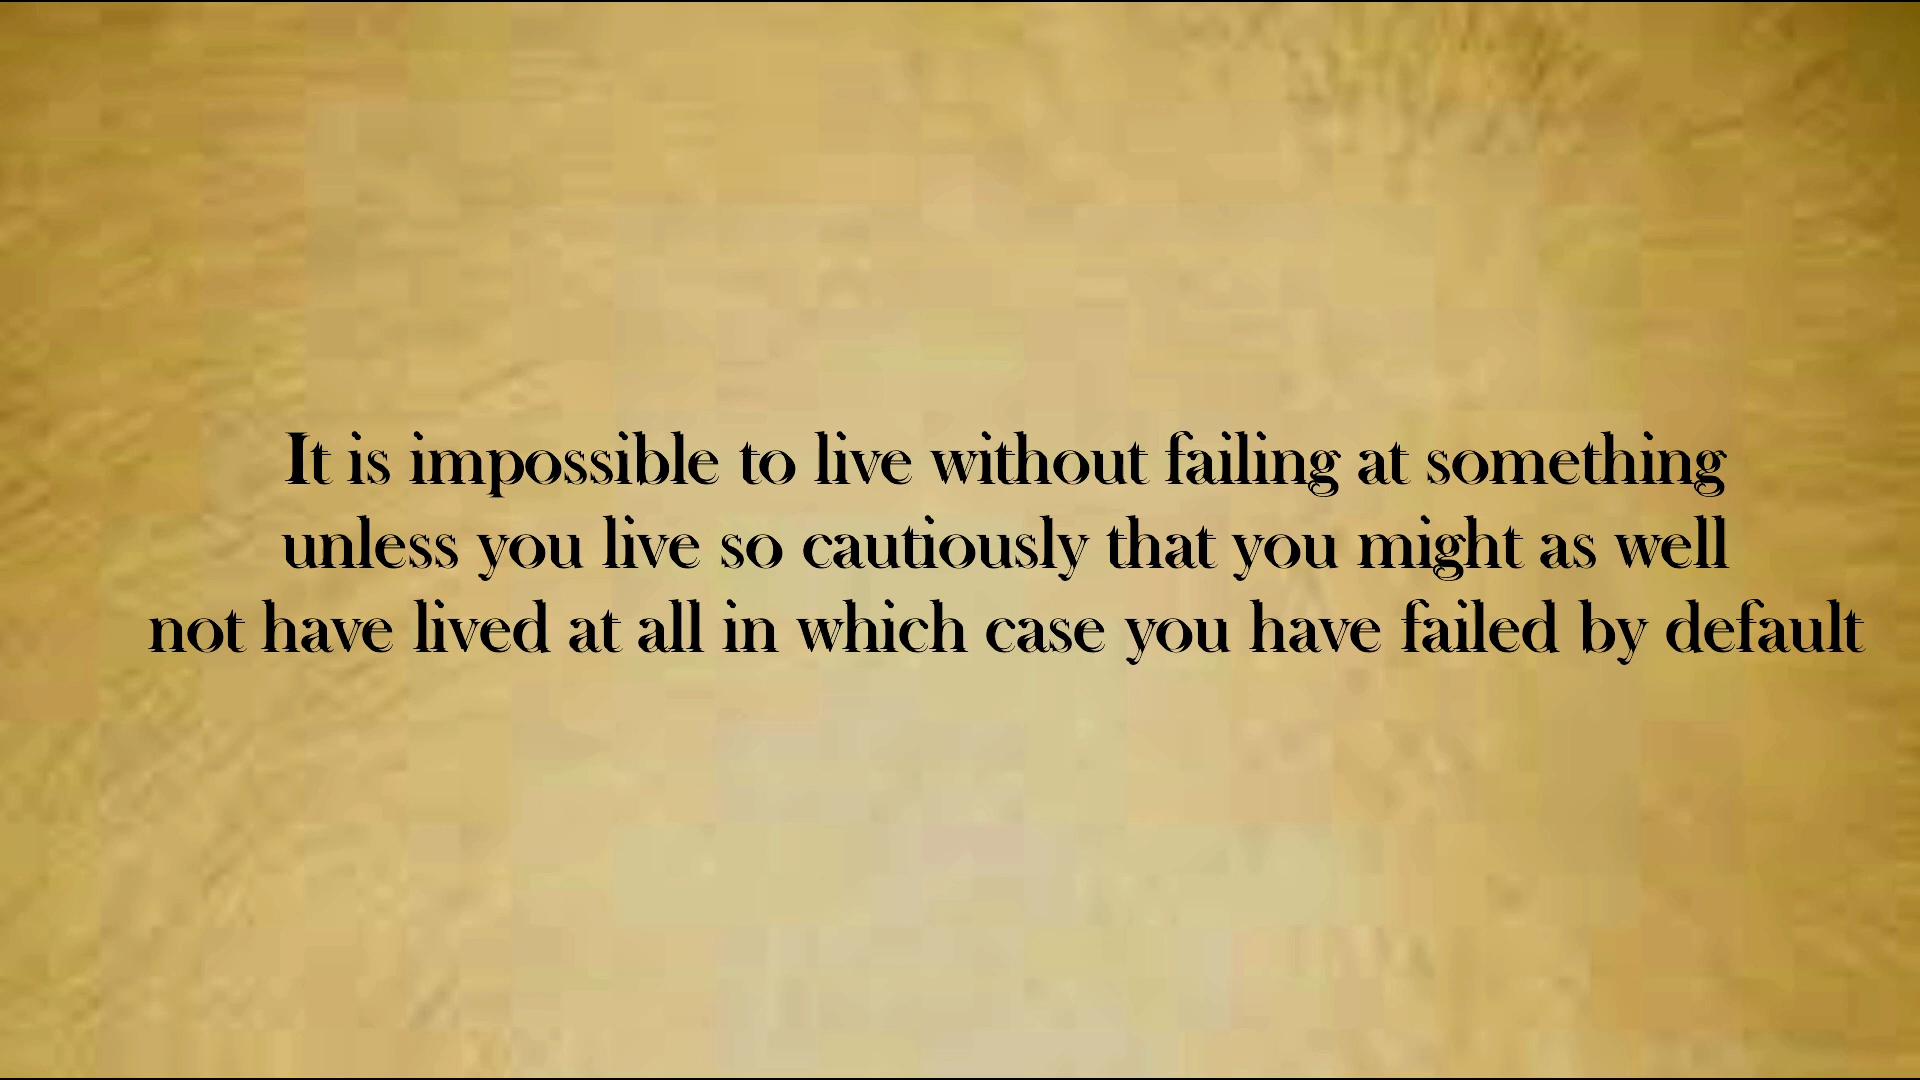 It is impossible to live without failing at something
unless you live so cautiously that you might as well
not have lived at all in which case you have failed by default